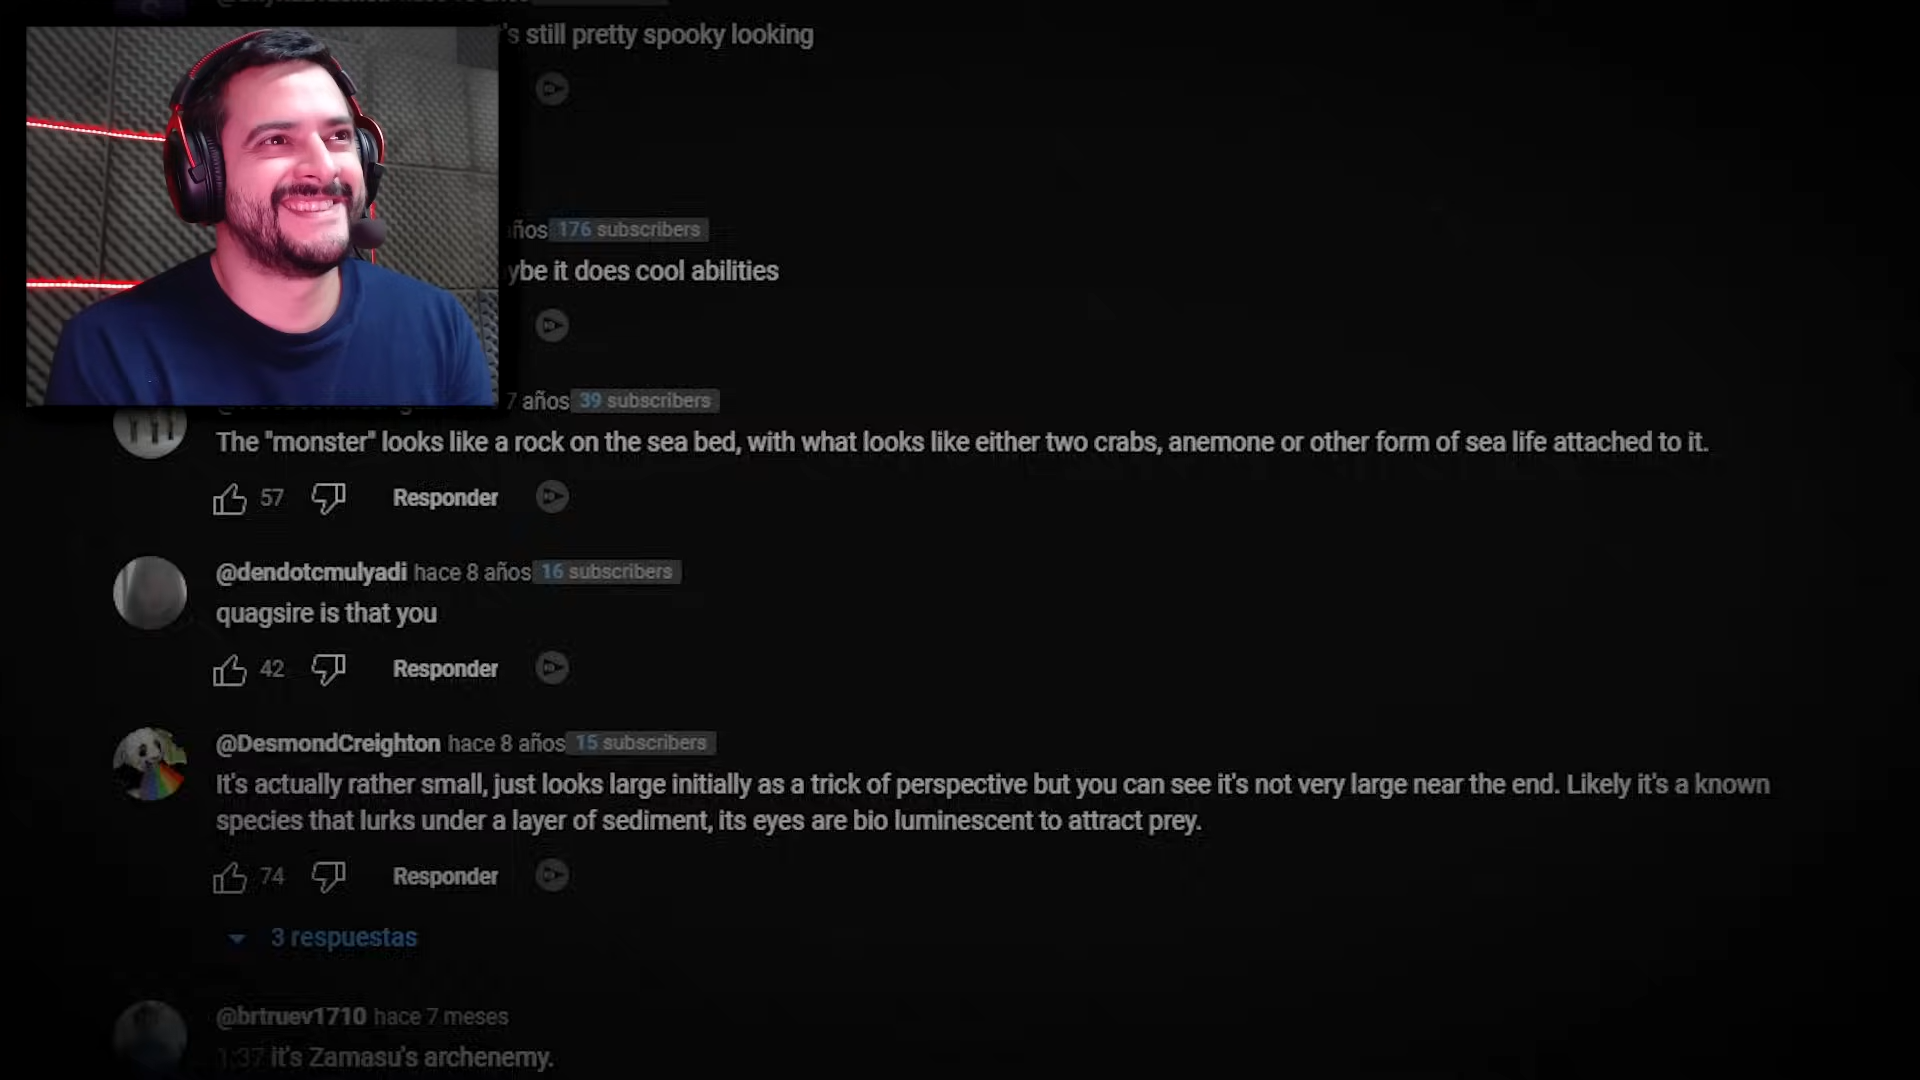 's still pretty spooky looking
años 176 subscribers
ybe it does cool abilities
7 años 39 subscribers
The "monster" looks like a rock on the sea bed, with what looks like either two crabs, anemone or other form of sea life attached to it.
57 Responder
@dendotcmulyadi hace 8 años 16 subscribers
quagsire is that you
42 Responder
@DesmondCreighton hace 8 años 15 subscribers
It's actually rather small, just looks large initially as a trick of perspective but you can see it's not very large near the end. Likely it's a known
species that lurks under a layer of sediment, its eyes are bio luminescent to attract prey.
74 Responder
3 respuestas
@brtruev1710 hace 7 meses
1:37 it's Zamasu's archenemy.